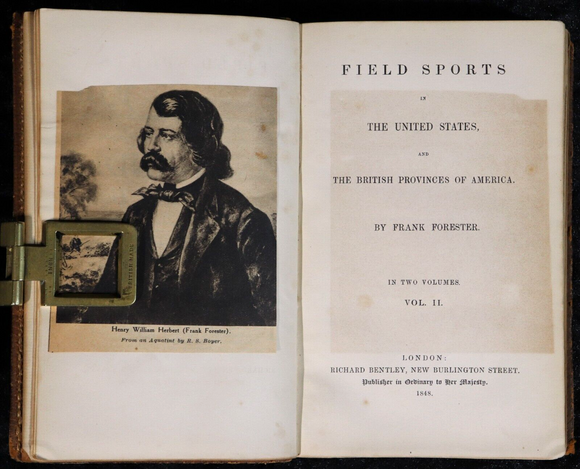 Henry William Herbert (Frank Forester).
From an Aquatint by R. S. Bayer.
FIELD SPORTS
IN
THE UNITED STATES,
AND
THE BRITISH PROVINCES OF AMERICA.
BY FRANK FORESTER.
IN TWO VOLUMES.
VOL. II.
LONDON:
RICHARD BENTLEY, NEW BURLINGTON STREET,
Publisher in Ordinary to Her Majesty.
1848.